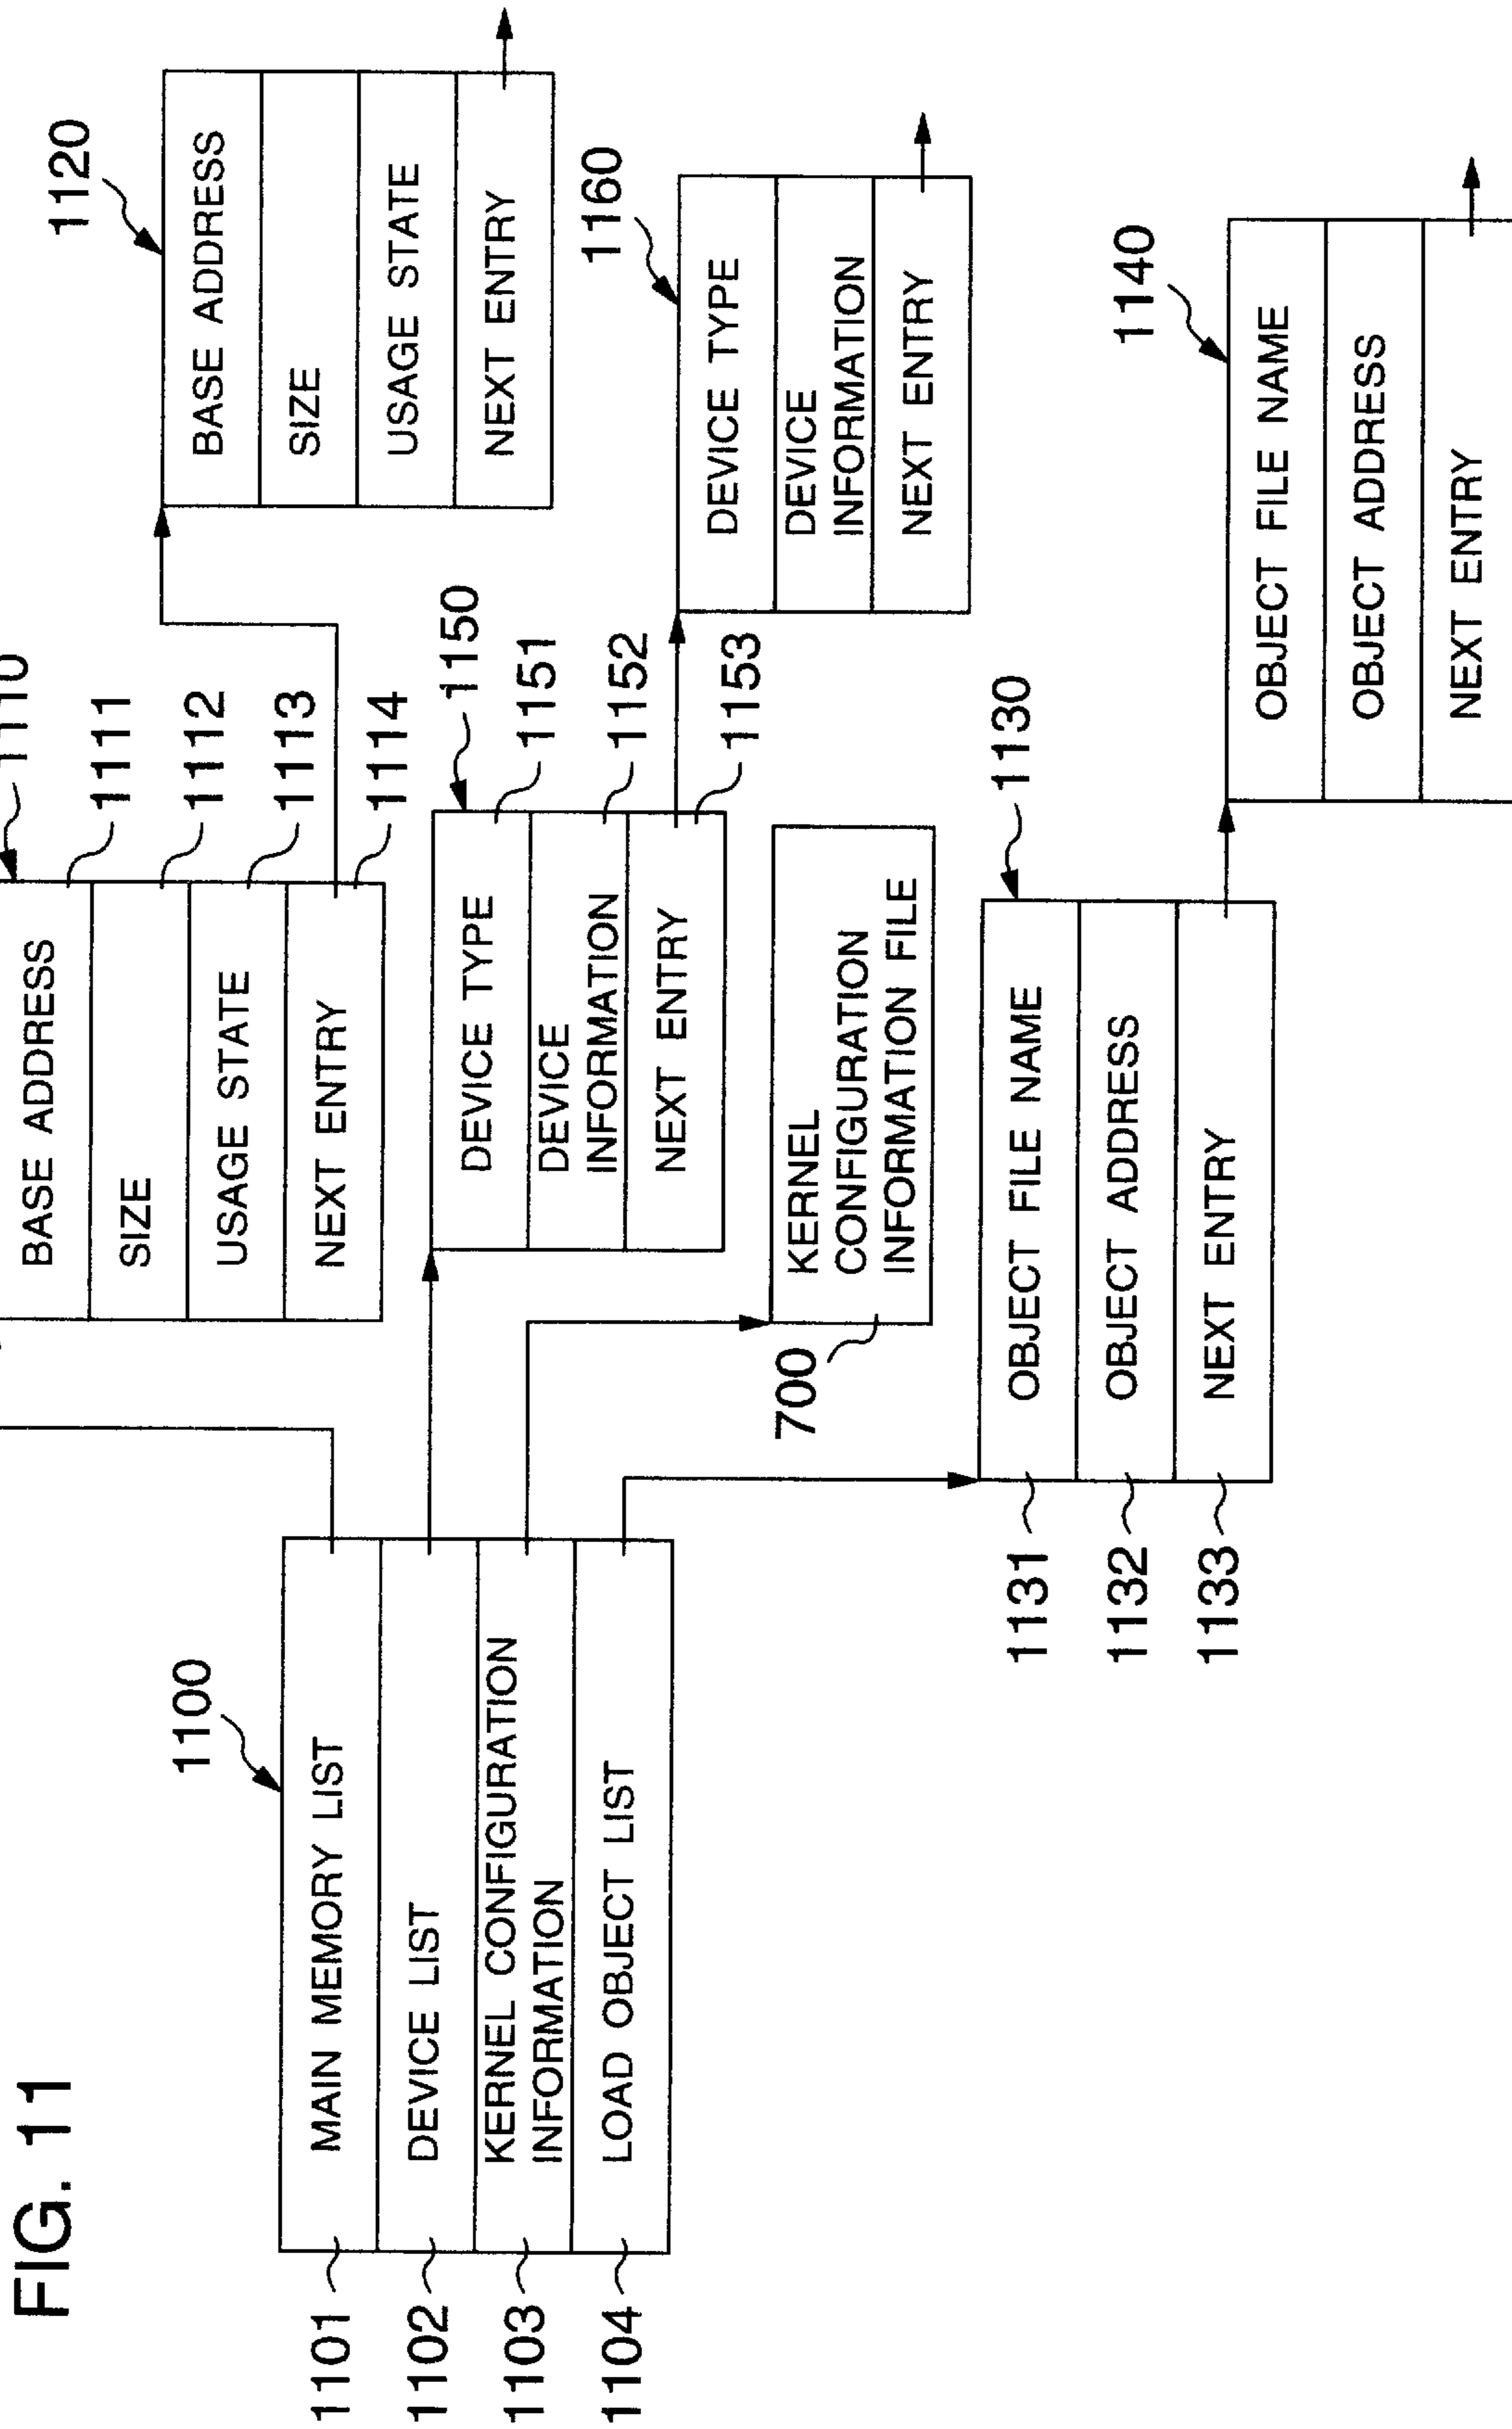 FIG. 11
1100
1101
MAIN MEMORY LIST
1102
DEVICE LIST
1103
KERNEL CONFIGURATION
INFORMATION
1104
LOAD OBJECT LIST
1110
BASE ADDRESS
1111
SIZE
1112
USAGE STATE
1113
NEXT ENTRY
1114
1120
BASE ADDRESS
SIZE
USAGE STATE
NEXT ENTRY
1150
DEVICE TYPE
1151
DEVICE
INFORMATION
1152
NEXT ENTRY
1153
1160
DEVICE TYPE
DEVICE
INFORMATION
NEXT ENTRY
700
KERNEL
CONFIGURATION
INFORMATION FILE
1130
1131
OBJECT FILE NAME
1132
OBJECT ADDRESS
1133
NEXT ENTRY
1140
OBJECT FILE NAME
OBJECT ADDRESS
NEXT ENTRY